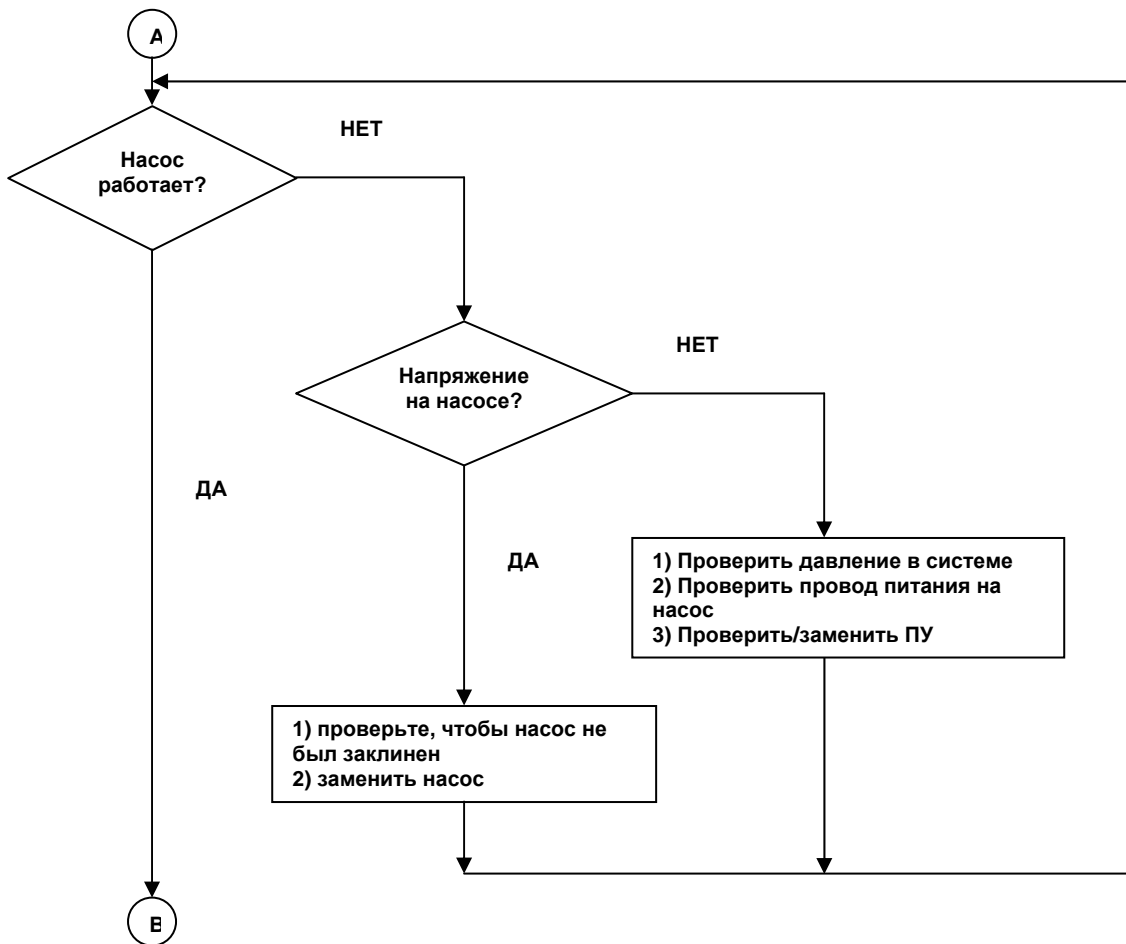 А
НЕТ
Насос
работает?
НЕТ
Напряжение
на насосе?
ДА
ДА
1) Проверить давление в системе
2) Проверить провод питания на
насос
3) Проверить/заменить ПУ
1) проверьте, чтобы насос не
был заклинен
2) заменить насос
В